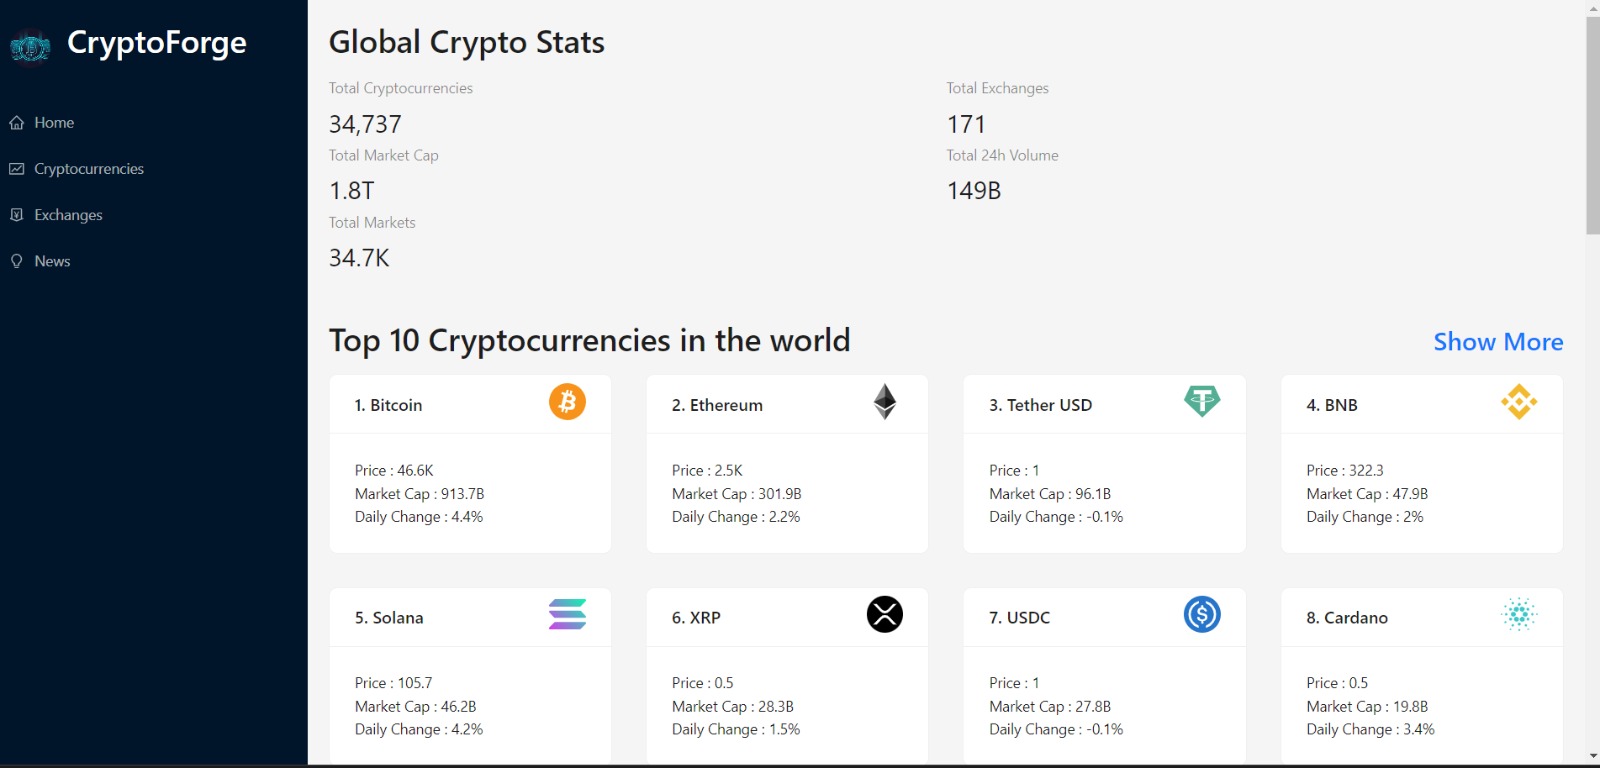 CryptoForge
Home
Cryptocurrencies
Exchanges
News
Global Crypto Stats
Total Cryptocurrencies
34,737
Total Exchanges
171
Total Market Cap
1.8T
Total 24h Volume
149B
Total Markets
34.7K
Top 10 Cryptocurrencies in the world
Show More
1. Bitcoin
Price : 46.6K
Market Cap : 913.7B
Daily Change : 4.4%
2. Ethereum
Price : 2.5K
Market Cap : 301.9B
Daily Change : 2.2%
3. Tether USD
Price : 1
Market Cap : 96.1B
Daily Change : -0.1%
4. BNB
Price : 322.3
Market Cap : 47.9B
Daily Change : 2%
5. Solana
Price : 105.7
Market Cap : 46.2B
Daily Change : 4.2%
6. XRP
Price : 0.5
Market Cap : 28.3B
Daily Change : 1.5%
7. USDC
Price : 1
Market Cap : 27.8B
Daily Change : -0.1%
8. Cardano
Price : 0.5
Market Cap : 19.8B
Daily Change : 3.4%